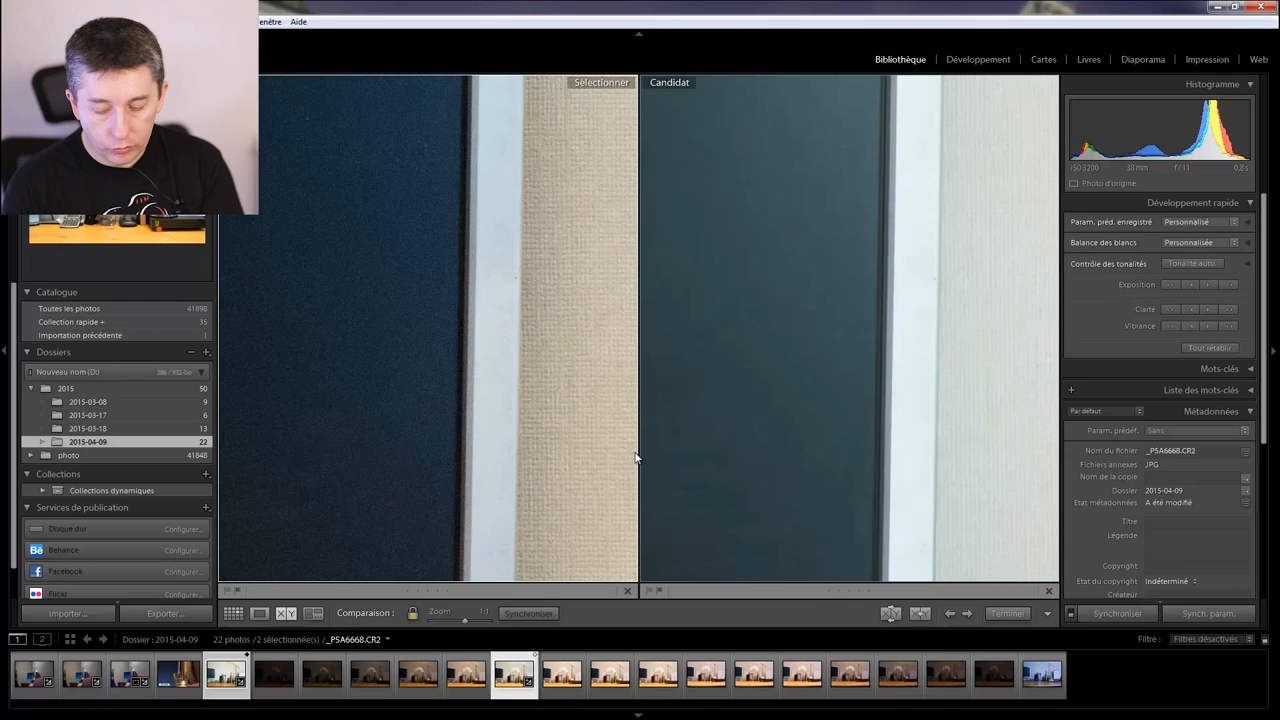 enêtre Aide
Bibliothèque | Développement | Cartes | Livres | Diaporama | Impression | Web
Sélectionner
Candidat
Histogramme
ISO 3200 38 mm f / 11 0,8 s
Photo d'origine
Développement rapide
Param. préd. enregistré Personnalisé
Balance des blancs Personnalisée
Contrôle des tonalités Tonalité auto.
Exposition
Clarté
Vibrance
Tout rétablir
Mots-clés
Liste des mots-clés
Par défaut Métadonnées
Param. prédéf. Sans
Nom du fichier _P5A6668.CR2
Fichiers annexes JPG
Nom de la copie
Dossier 2015-04-09
Etat métadonnées A été modifié
Titre
Légende
Copyright
Etat du copyright Indéterminé
Créateur
Synchroniser Synch. param.
Catalogue
Toutes les photos 41898
Collection rapide + 35
Importation précédente 1
Dossiers
Nouveau nom (D:) 386 / 932 Go
2015 50
2015-03-08 9
2015-03-17 6
2015-03-18 13
2015-04-09 22
photo 41848
Collections
Collections dynamiques
Services de publication
Disque dur Configurer...
Bē Behance Configurer...
f Facebook Configurer...
Flickr Configurer...
Importer... Exporter...
XY Comparaison : Zoom 1:1 Synchroniser
Terminer
1 2 Dossier : 2015-04-09 22 photos /2 sélectionnée(s) /_P5A6668.CR2
Filtre : Filtres désactivés